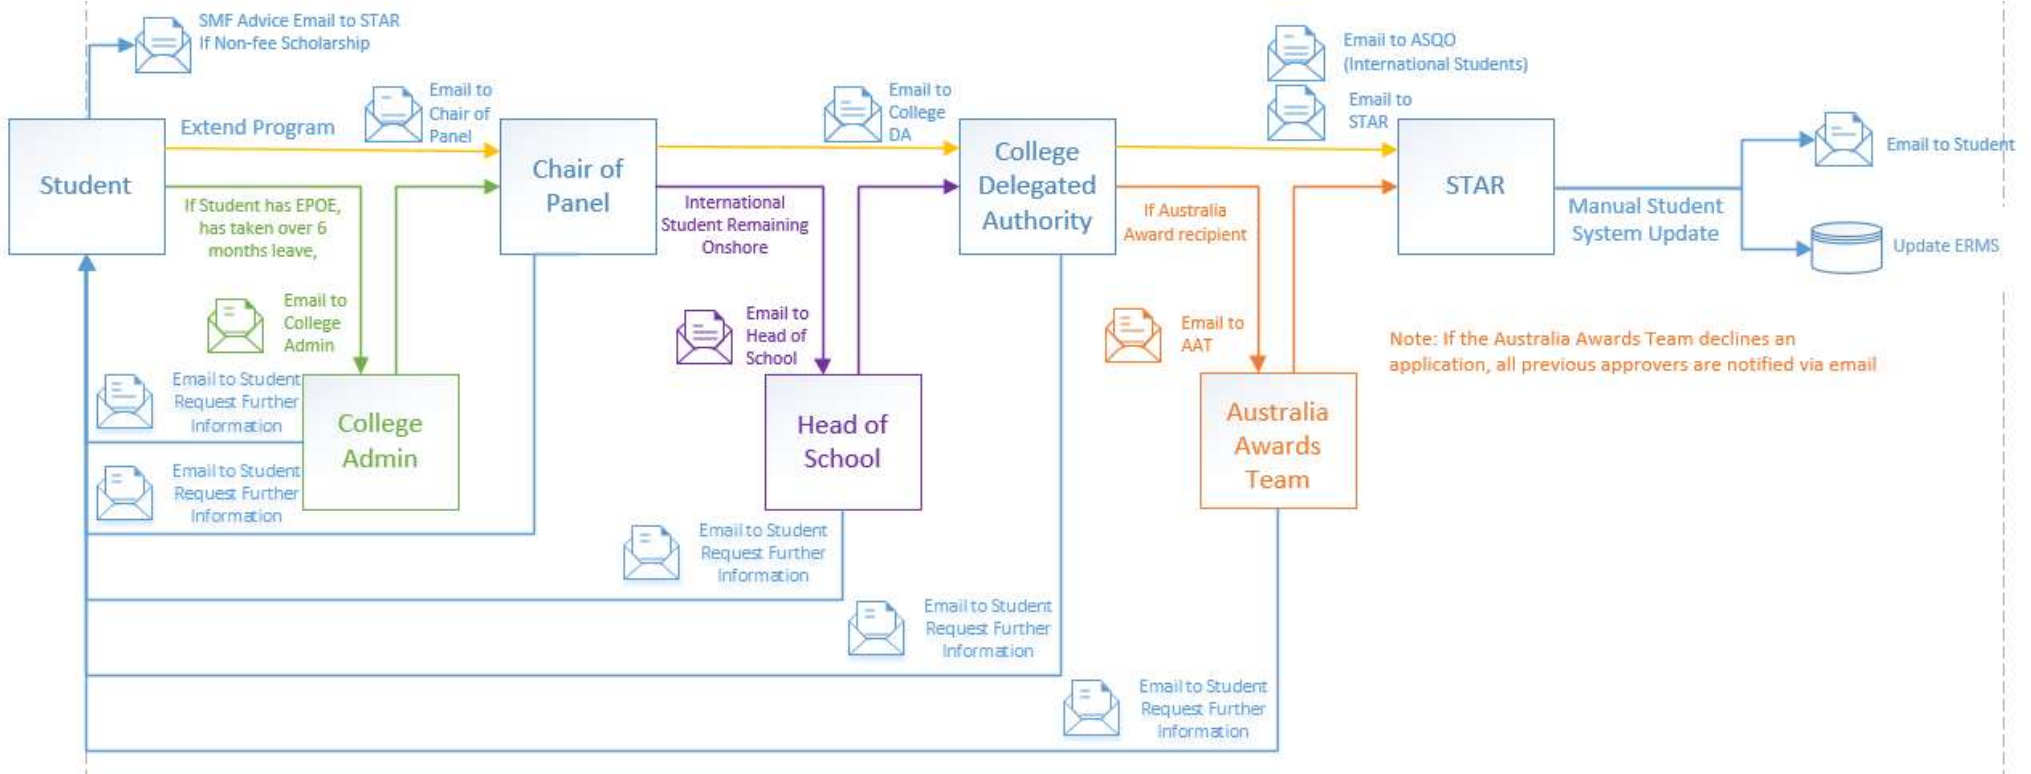 SMF Advice Email to STAR
If Non-fee Scholarship
Student
Extend Program
Email to
Chair of
Panel
If Student has EPOE,
has taken over 6
months leave,
Email to
College
Admin
College
Admin
Chair of
Panel
Email to
College
DA
International
Student Remaining
Onshore
Email to
Head of
School
Head of
School
College
Delegated
Authority
Email to ASQO
(International Students)
Email to
STAR
If Australia
Award recipient
Email to
AAT
Australia
Awards
Team
STAR
Manual Student
System Update
Email to Student
Update ERMS
Note: If the Australia Awards Team declines an
application, all previous approvers are notified via email
Email to Student
Request Further
Information
Email to Student
Request Further
Information
Email to Student
Request Further
Information
Email to Student
Request Further
Information
Email to Student
Request Further
Information